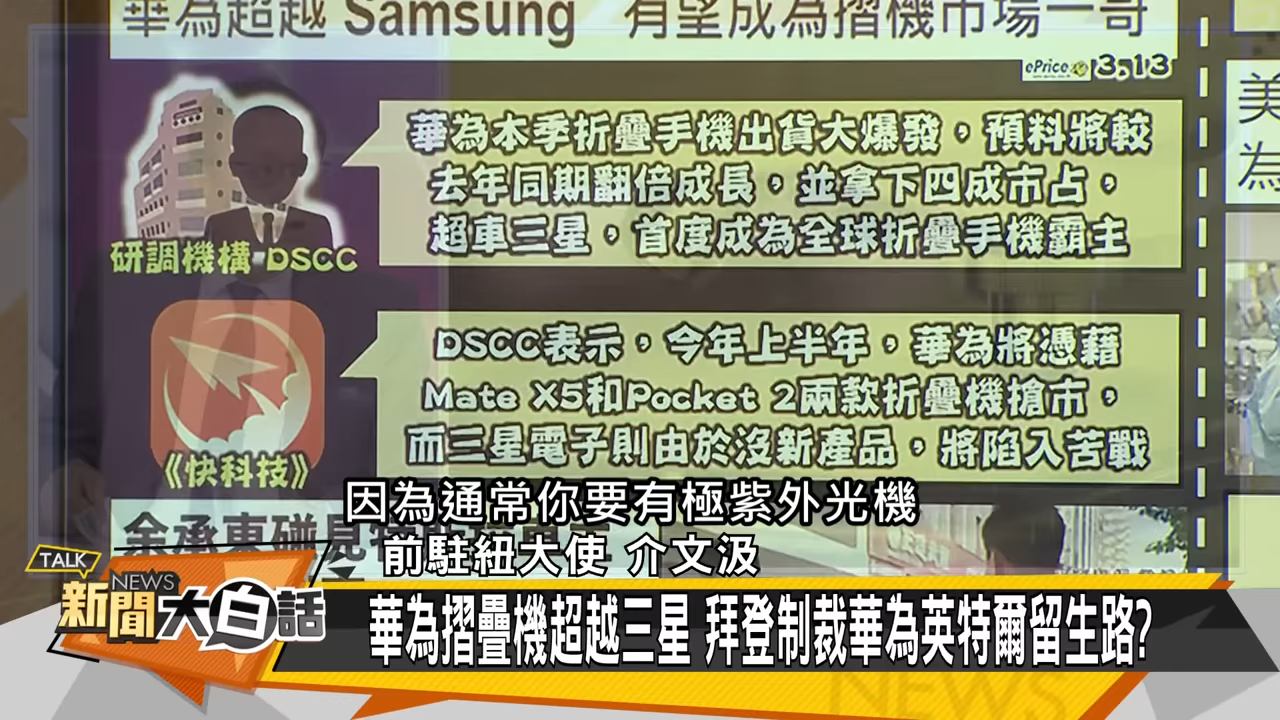 華為超越 Samsung 有望成為摺機市場一哥
ePrice 3.13
華為本季折疊手機出貨大爆發，預料將較
去年同期翻倍成長，並拿下四成市占，
超車三星，首度成為全球折疊手機霸主
研調機構 DSCC
DSCC表示，今年上半年，華為將憑藉
Mate X5和Pocket 2兩款折疊機搶市，
而三星電子則由於沒新產品，將陷入苦戰
《快科技》
美
為
余承東碰見
因為通常你要有極紫外光機
前駐紐大使 介文汲
TALK
NEWS
新聞大白話
華為摺疊機超越三星 拜登制裁華為英特爾留生路?
NEWS